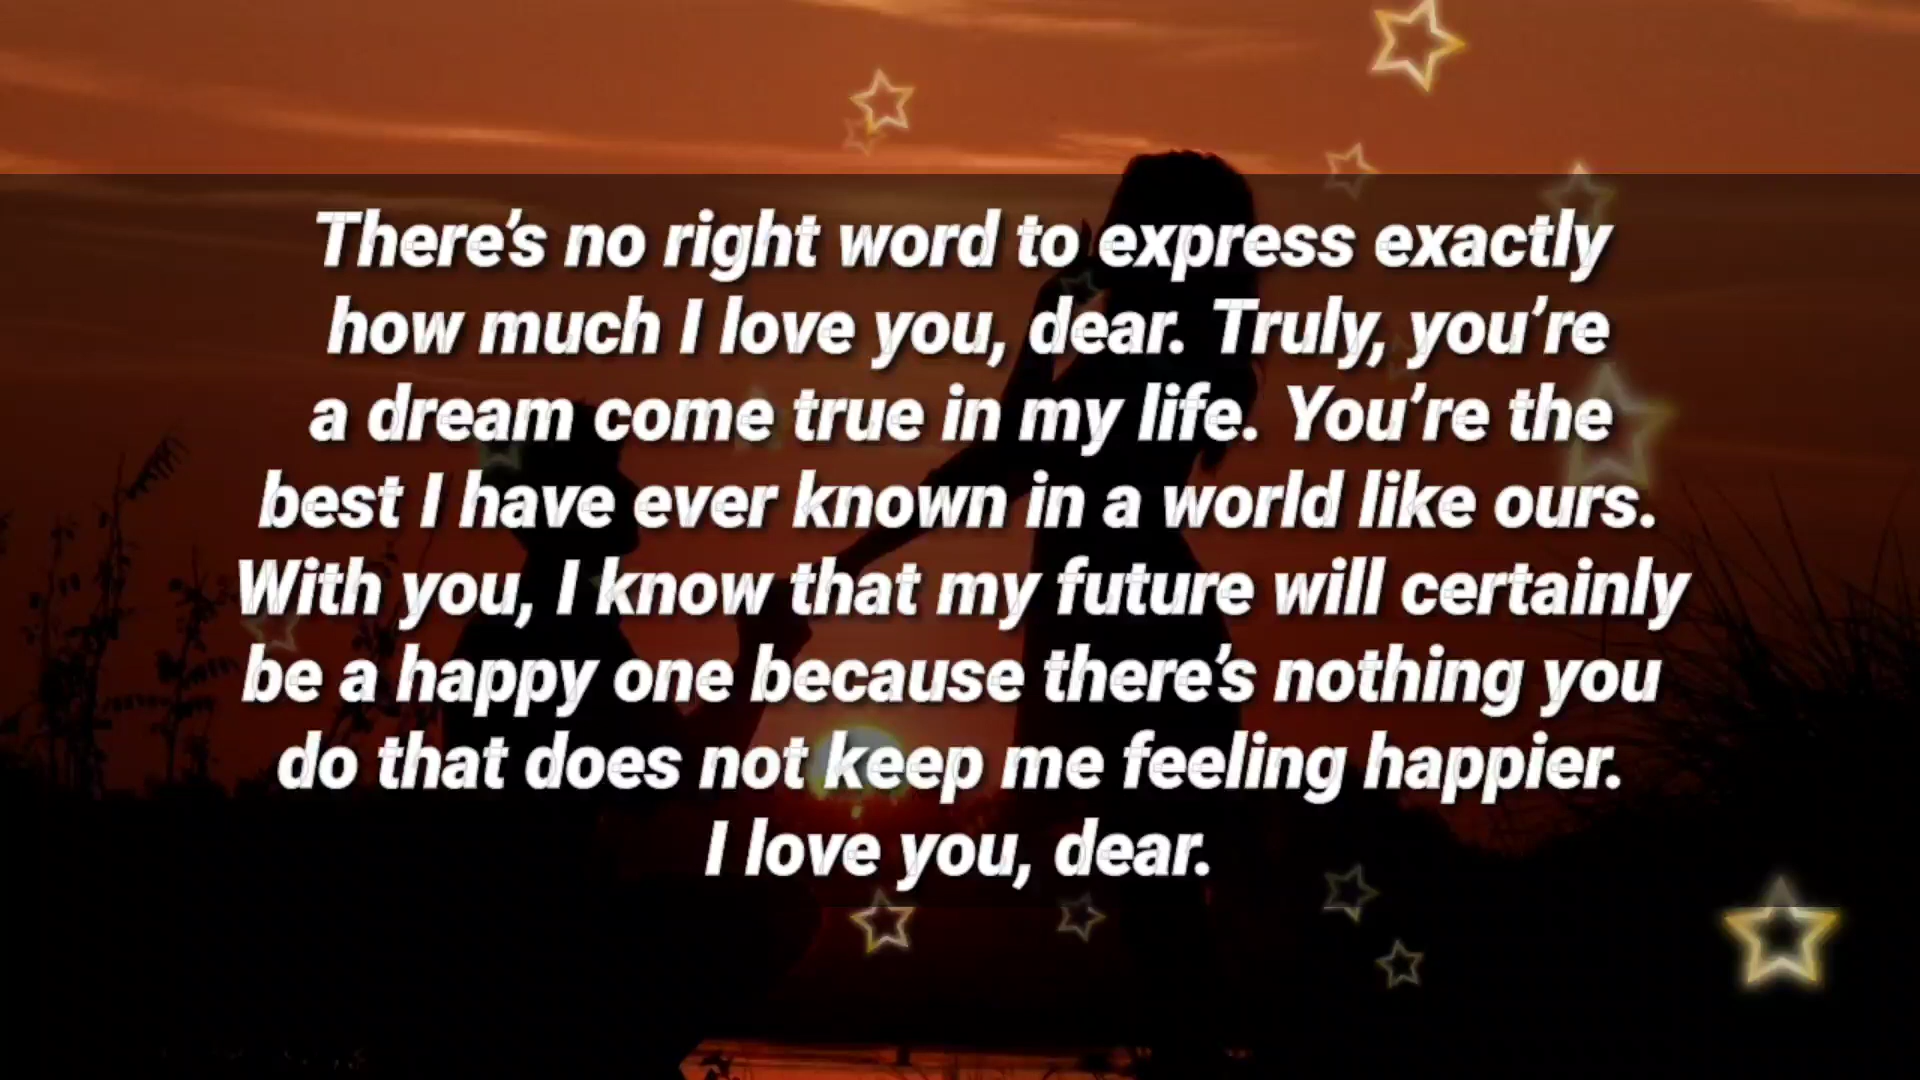 There’s no right word to express exactly
how much I love you, dear. Truly, you’re
a dream come true in my life. You’re the
best I have ever known in a world like ours.
With you, I know that my future will certainly
be a happy one because there’s nothing you
do that does not keep me feeling happier.
I love you, dear.